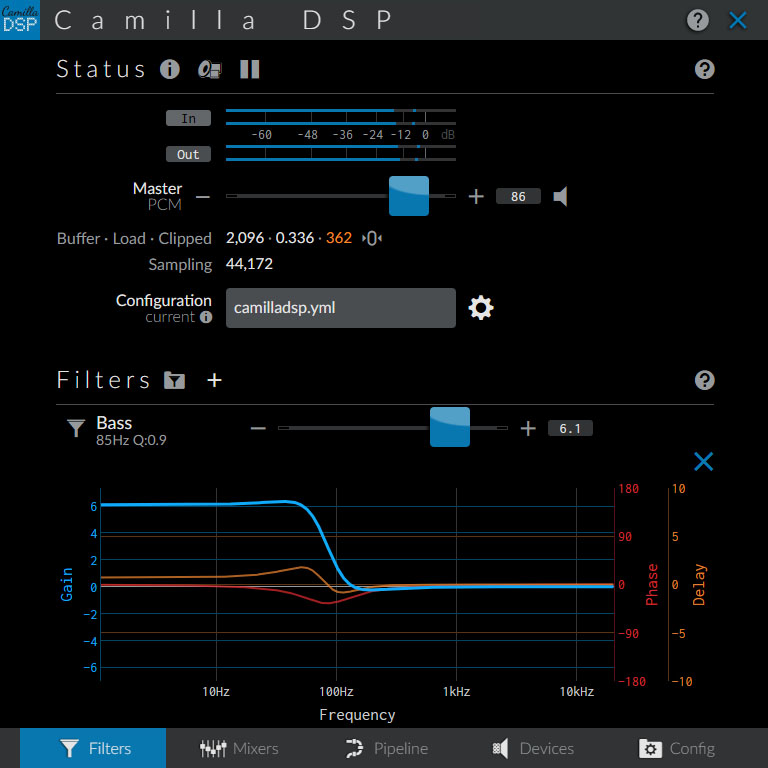 Camilla DSP
Camilla DSP
Status
In
-60 -48 -36 -24 -12 0 dB
Out
Master
PCM
86
Buffer · Load · Clipped 2,096 · 0.336 · 362
Sampling 44,172
Configuration
current
camilladsp.yml
Filters
Bass
85Hz Q:0.9
6.1
6
4
2
0
-2
-4
-6
Gain
180
90
0
-90
-180
Phase
10
5
0
-5
-10
Delay
10Hz 100Hz 1kHz 10kHz
Frequency
Filters Mixers Pipeline Devices Config